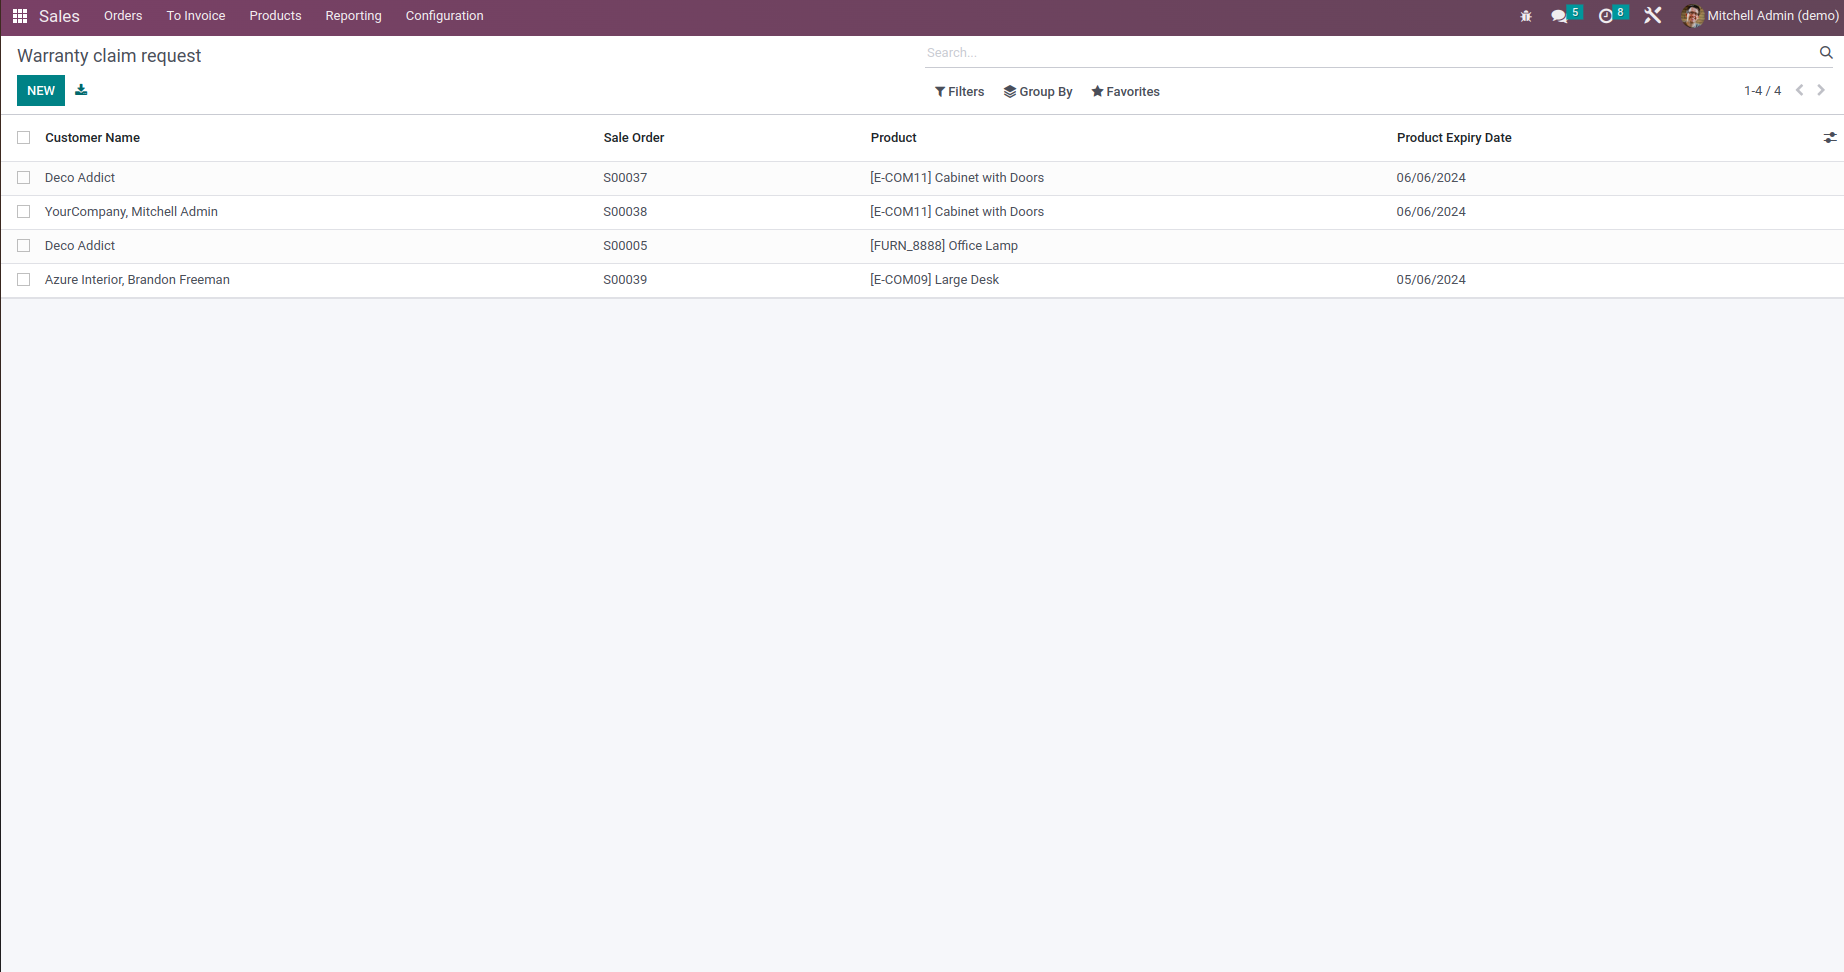 Sales Orders To Invoice Products Reporting Configuration 5 8 Mitchell Admin (demo)
Warranty claim request
Search...
NEW
Filters Group By Favorites 1-4 / 4
Customer Name Sale Order Product Product Expiry Date
Deco Addict S00037 [E-COM11] Cabinet with Doors 06/06/2024
YourCompany, Mitchell Admin S00038 [E-COM11] Cabinet with Doors 06/06/2024
Deco Addict S00005 [FURN_8888] Office Lamp
Azure Interior, Brandon Freeman S00039 [E-COM09] Large Desk 05/06/2024